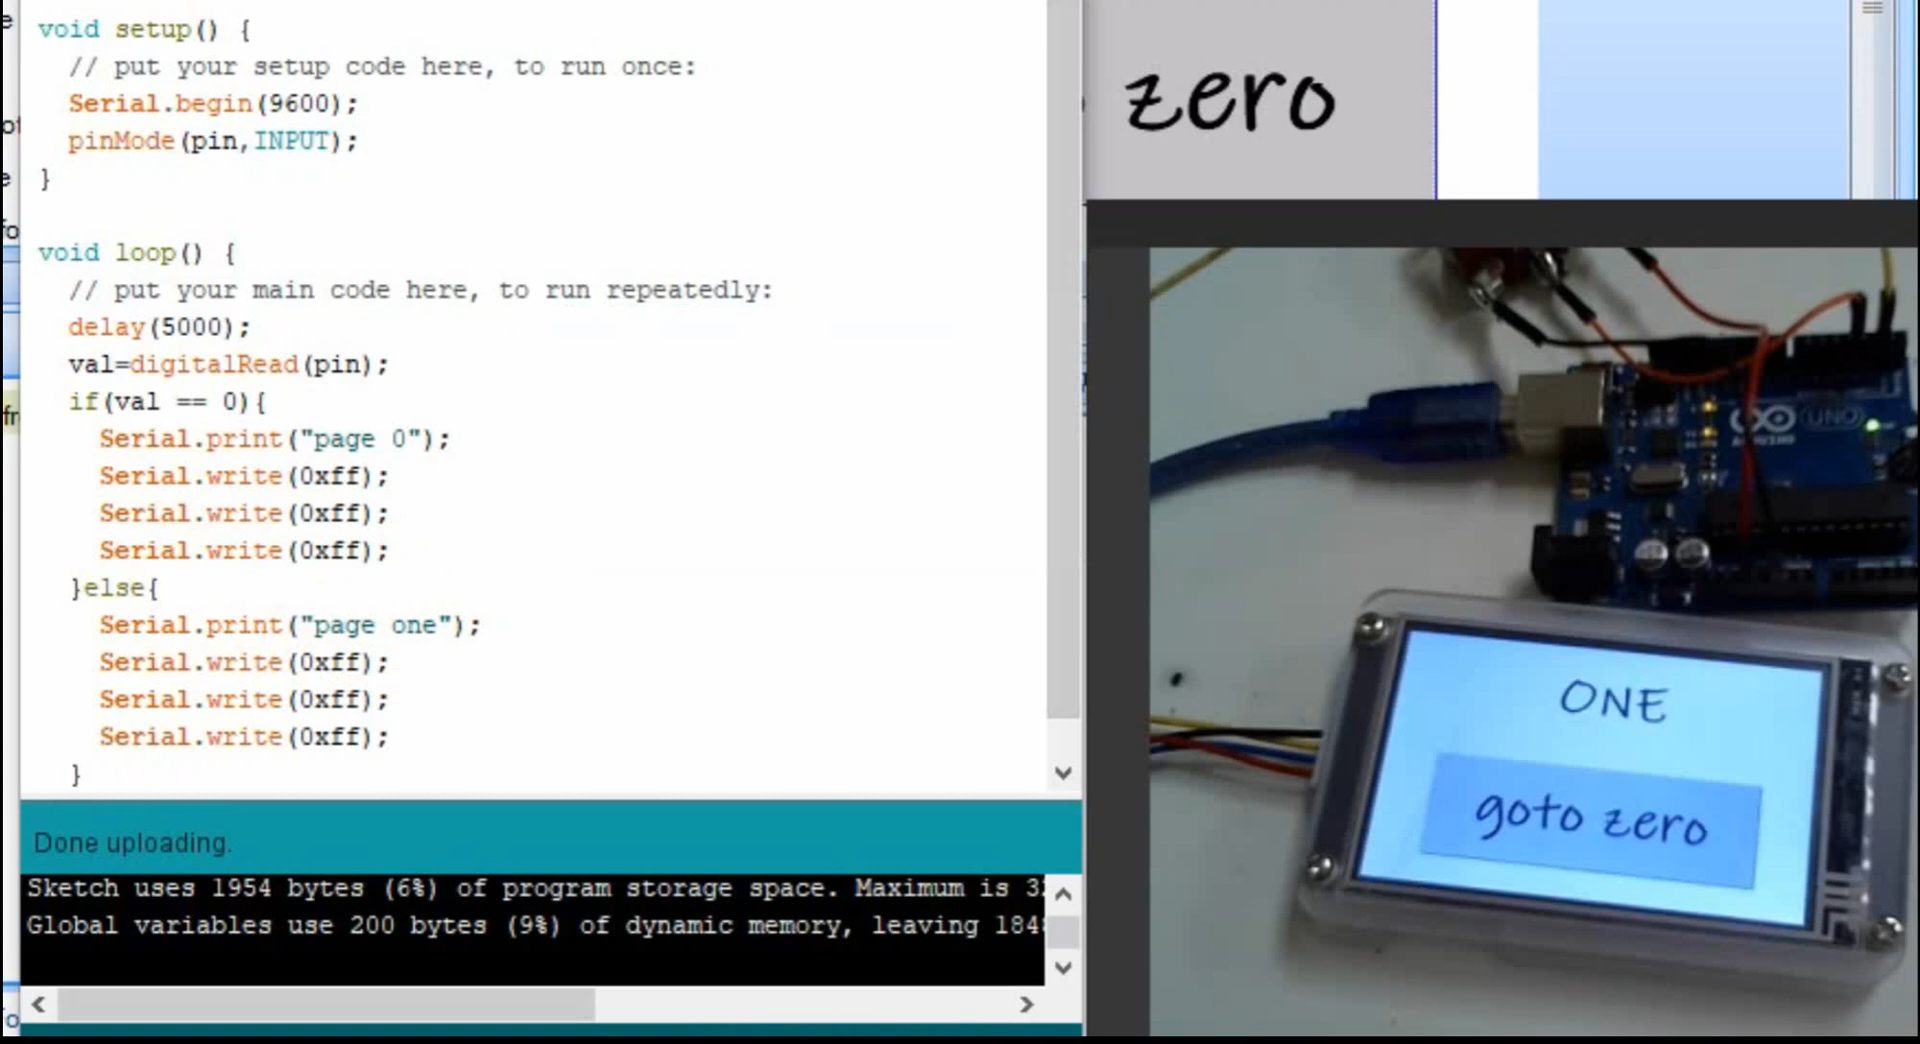 void setup() {
// put your setup code here, to run once:
Serial.begin(9600);
pinMode(pin,INPUT);
}
void loop() {
// put your main code here, to run repeatedly:
delay(5000);
val=digitalRead(pin);
if(val == 0){
Serial.print("page 0");
Serial.write(0xff);
Serial.write(0xff);
Serial.write(0xff);
}else{
Serial.print("page one");
Serial.write(0xff);
Serial.write(0xff);
Serial.write(0xff);
}
Done uploading.
Sketch uses 1954 bytes (6%) of program storage space. Maximum is
Global variables use 200 bytes (9%) of dynamic memory, leaving 184
zero
UNO
ARDUINO
ONE
goto zero